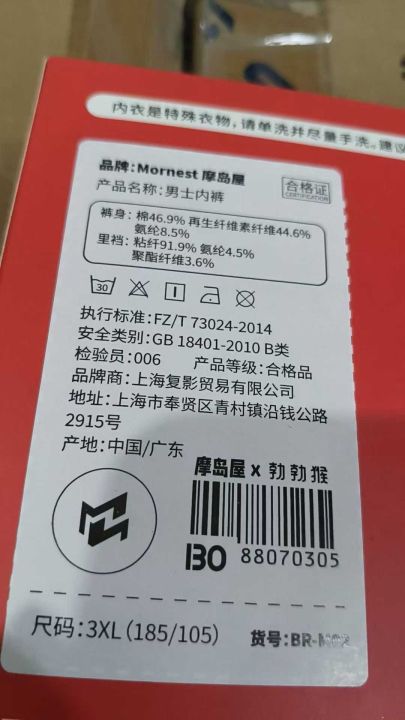 内衣是特殊衣物,请单洗并尽量手洗。建议
品牌:Mornest 摩岛屋
产品名称:男士内裤
合格证
CERTIFICATION
裤身:棉46.9% 再生纤维素纤维44.6%
氨纶8.5%
里裆:粘纤91.9% 氨纶4.5%
聚酯纤维3.6%
30
执行标准:FZ/T 73024-2014
安全类别:GB 18401-2010 B类
检验员:006 产品等级:合格品
品牌商:上海复影贸易有限公司
地址:上海市奉贤区青村镇沿钱公路
2915号
产地:中国/广东
摩岛屋 x 勃勃猴
130
88070305
尺码:3XL(185/105)
货号:BR-